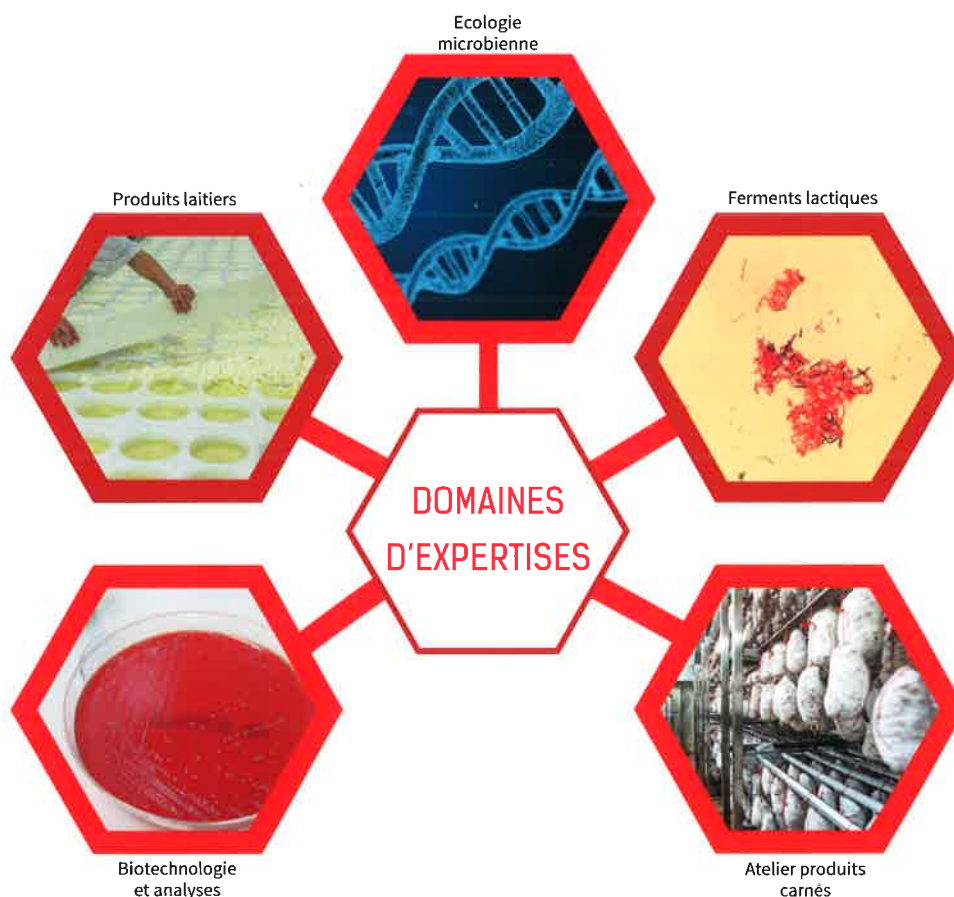 Ecologie
microbienne
Produits laitiers
Ferments lactiques
DOMAINES
D'EXPERTISES
Biotechnologie
et analyses
Atelier produits
carnés